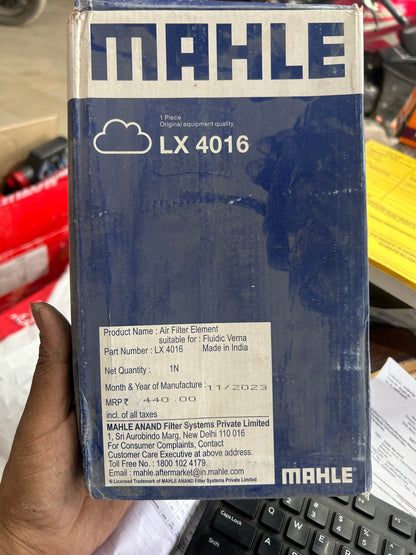 MAHLE
1 Piece
Original equipment quality
LX 4016
Product Name : Air Filter Element
suitable for : Fluidic Verna
Part Number : LX 4016 Made in India
Net Quantity : 1N
Month & Year of Manufacture : 11/2023
MRP ₹ 440.00
incl. of all taxes
MAHLE ANAND Filter Systems Private Limited
1, Sri Aurobindo Marg, New Delhi 110 016
For Consumer Complaints, Contact
Customer Care Executive at above address.
Toll Free No. : 1800 102 4179.
Email : mahle.aftermarket@in.mahle.com
® Licensed Trademark of MAHLE ANAND Filter Systems Private Limited
MAHLE
Caps Lock
Shift